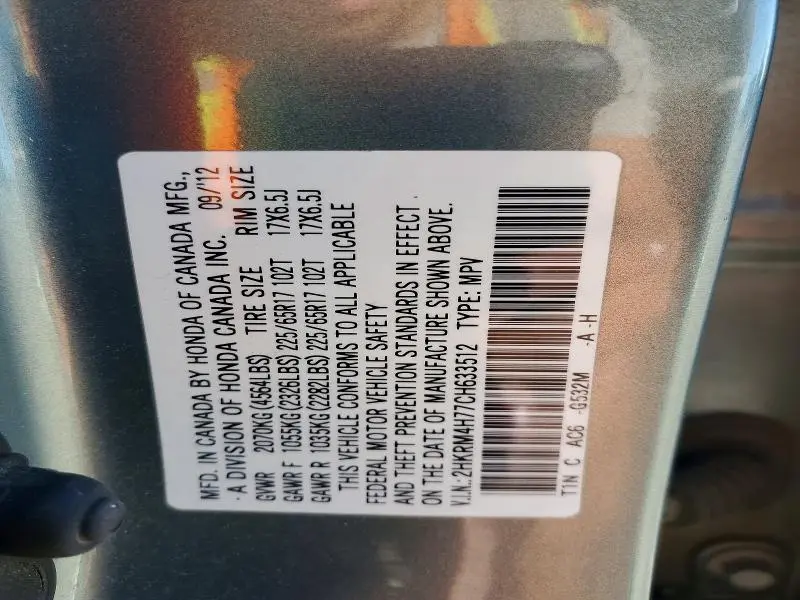 MFD. IN CANADA BY HONDA OF CANADA MFG.,
-A DIVISION OF HONDA CANADA INC. 09/'12
GVWR 2070KG (4564LBS) TIRE SIZE RIM SIZE
GAWR F 1055KG (2326LBS) 225/65R17 102T 17X6.5J
GAWR R 1035KG (2282LBS) 225/65R17 102T 17X6.5J
THIS VEHICLE CONFORMS TO ALL APPLICABLE
FEDERAL MOTOR VEHICLE SAFETY
AND THEFT PREVENTION STANDARDS IN EFFECT .
ON THE DATE OF MANUFACTURE SHOWN ABOVE.
V.I.N.:2HKRM4H77CH633512 TYPE: MPV
T1N C AC6 -G532M -A -H